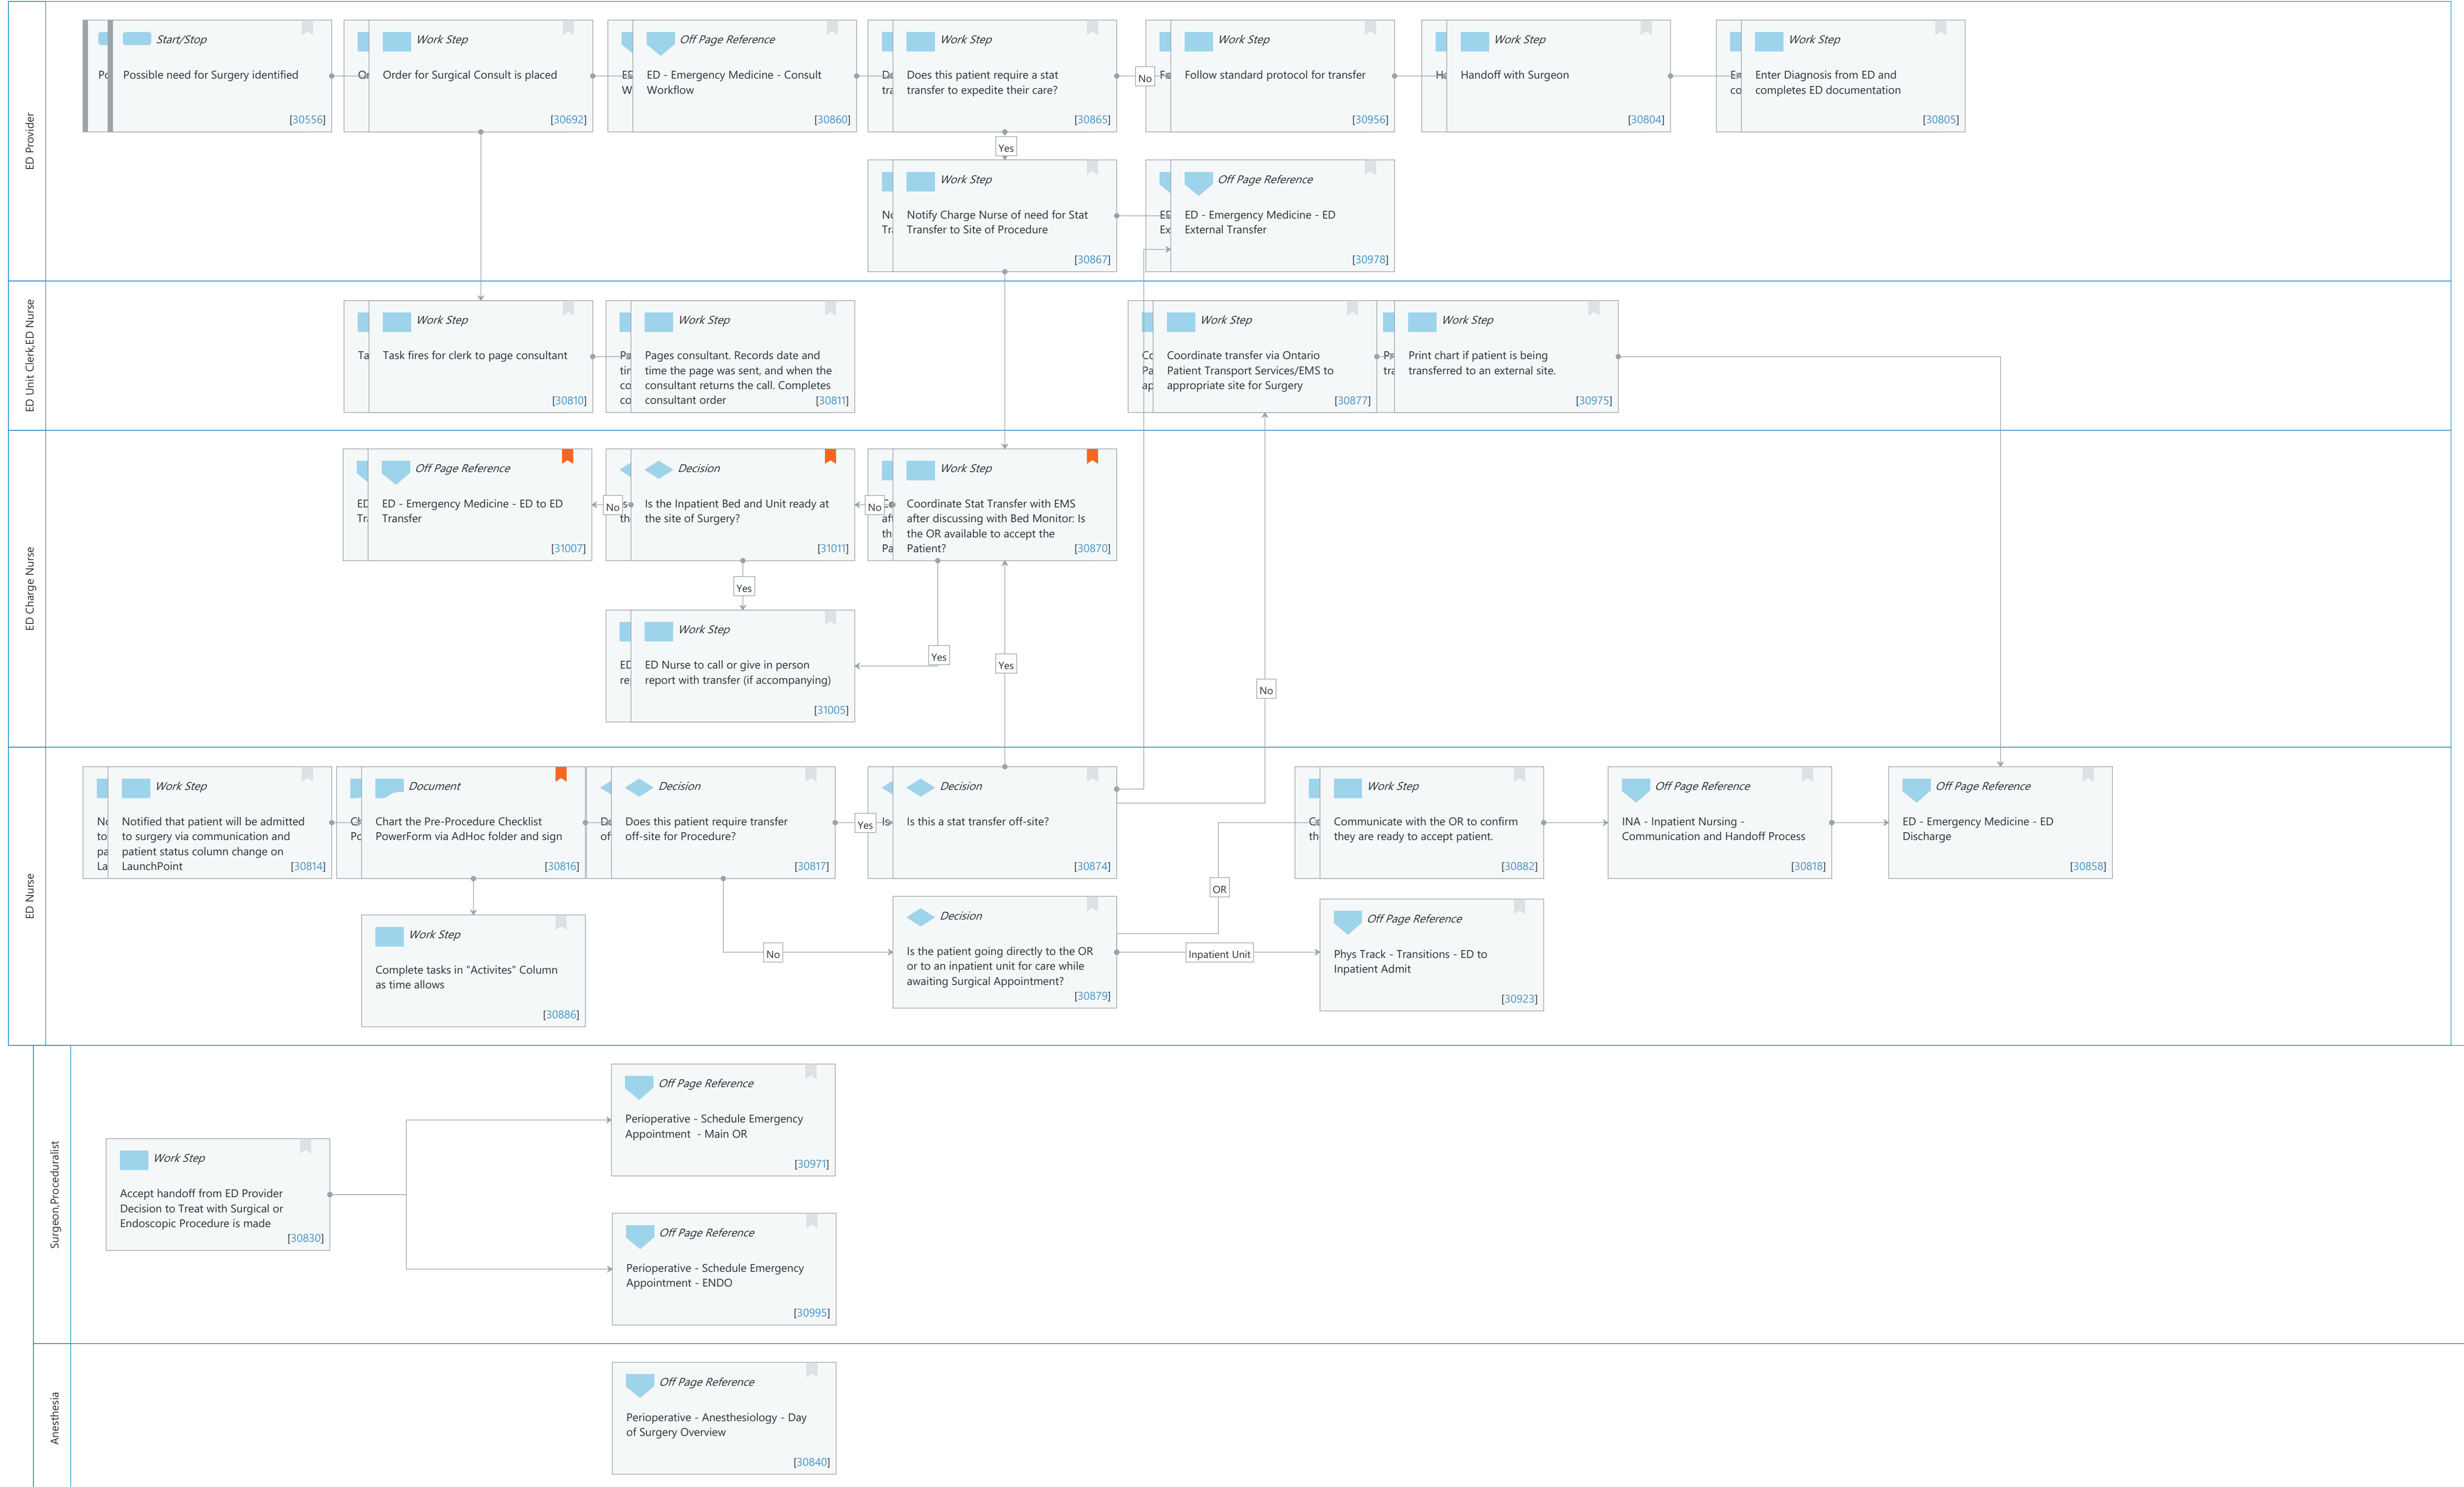 ED Provider
Start/Stop
Possible need for Surgery identified
[30556]
Work Step
Order for Surgical Consult is placed
[30692]
Off Page Reference
ED - Emergency Medicine - Consult
Workflow
[30860]
Work Step
Does this patient require a stat
transfer to expedite their care?
[30865]
No
Work Step
Follow standard protocol for transfer
[30956]
Work Step
Handoff with Surgeon
[30804]
Work Step
Enter Diagnosis from ED and
completes ED documentation
[30805]
Yes
Work Step
Notify Charge Nurse of need for Stat
Transfer to Site of Procedure
[30867]
Off Page Reference
ED - Emergency Medicine - ED
External Transfer
[30978]
ED Unit Clerk,ED Nurse
Work Step
Task fires for clerk to page consultant
[30810]
Work Step
Pages consultant. Records date and
time the page was sent, and when the
consultant returns the call. Completes
consultant order
[30811]
Work Step
Coordinate transfer via Ontario
Patient Transport Services/EMS to
appropriate site for Surgery
[30877]
Work Step
Print chart if patient is being
transferred to an external site.
[30975]
ED Charge Nurse
Off Page Reference
ED - Emergency Medicine - ED to ED
Transfer
[31007]
No
Decision
Is the Inpatient Bed and Unit ready at
the site of Surgery?
[31011]
No
Work Step
Coordinate Stat Transfer with EMS
after discussing with Bed Monitor: Is
the OR available to accept the
Patient?
[30870]
Yes
Work Step
ED Nurse to call or give in person
report with transfer (if accompanying)
[31005]
Yes
Yes
No
ED Nurse
Work Step
Notified that patient will be admitted
to surgery via communication and
patient status column change on
LaunchPoint
[30814]
Document
Chart the Pre-Procedure Checklist
PowerForm via AdHoc folder and sign
[30816]
Decision
Does this patient require transfer
off-site for Procedure?
[30817]
Yes
Decision
Is this a stat transfer off-site?
[30874]
Work Step
Communicate with the OR to confirm
they are ready to accept patient.
[30882]
Off Page Reference
INA - Inpatient Nursing -
Communication and Handoff Process
[30818]
Off Page Reference
ED - Emergency Medicine - ED
Discharge
[30858]
OR
Work Step
Complete tasks in "Activites" Column
as time allows
[30886]
No
Decision
Is the patient going directly to the OR
or to an inpatient unit for care while
awaiting Surgical Appointment?
[30879]
Inpatient Unit
Off Page Reference
Phys Track - Transitions - ED to
Inpatient Admit
[30923]
Surgeon,Proceduralist
Work Step
Accept handoff from ED Provider
Decision to Treat with Surgical or
Endoscopic Procedure is made
[30830]
Off Page Reference
Perioperative - Schedule Emergency
Appointment - Main OR
[30971]
Off Page Reference
Perioperative - Schedule Emergency
Appointment - ENDO
[30995]
Anesthesia
Off Page Reference
Perioperative - Anesthesiology - Day
of Surgery Overview
[30840]